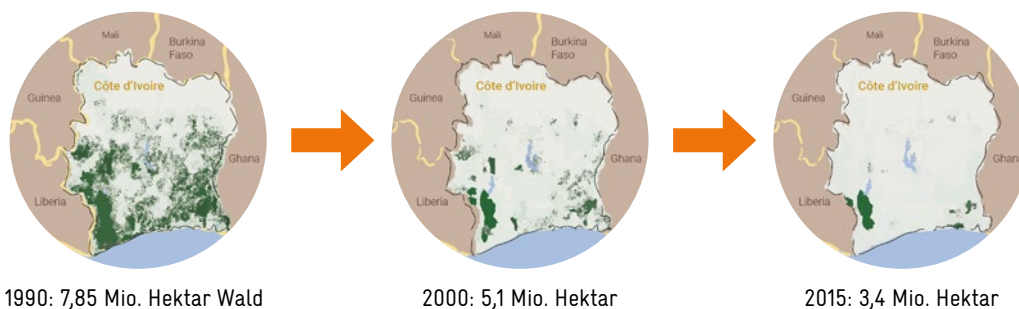 Mali
Burkina
Faso
Côte d'Ivoire
Guinea
Ghana
Liberia
Mali
Burkina
Faso
Côte d'Ivoire
Guinea
Ghana
Liberia
Mali
Burkina
Faso
Côte d'Ivoire
Guinea
Ghana
Liberia
1990: 7,85 Mio. Hektar Wald
2000: 5,1 Mio. Hektar
2015: 3,4 Mio. Hektar